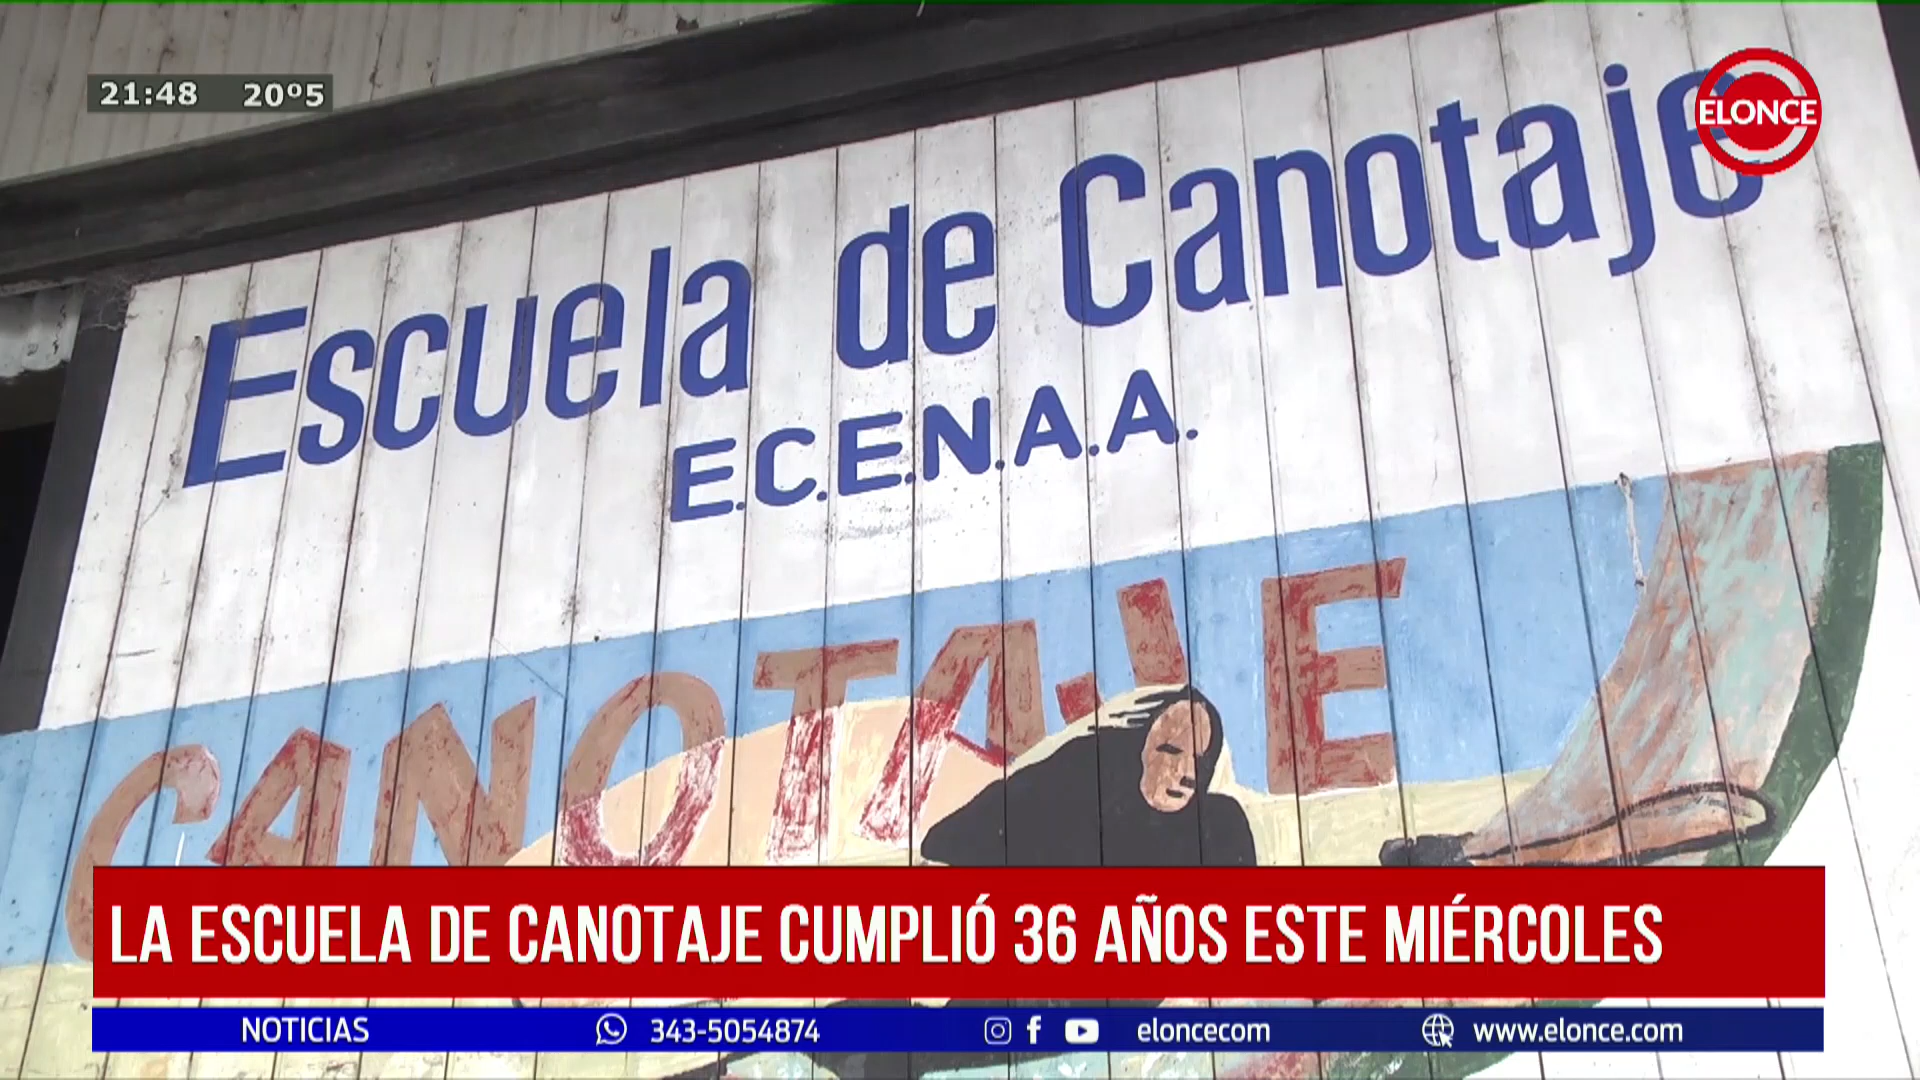 21:48 20º5
ELONCE
Escuela de Canotaje
E.C.E.N.A.A.
CANOTAJE
LA ESCUELA DE CANOTAJE CUMPLIÓ 36 AÑOS ESTE MIÉRCOLES
NOTICIAS 343-5054874 eloncecom www.elonce.com